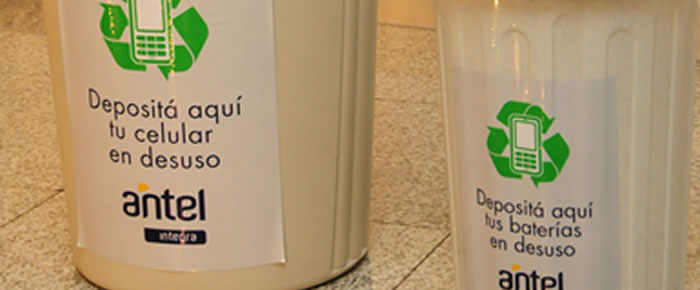 Depositá aquí
tu celular
en desuso
antel
integra
Depositá aquí
tus baterías
en desuso
antel